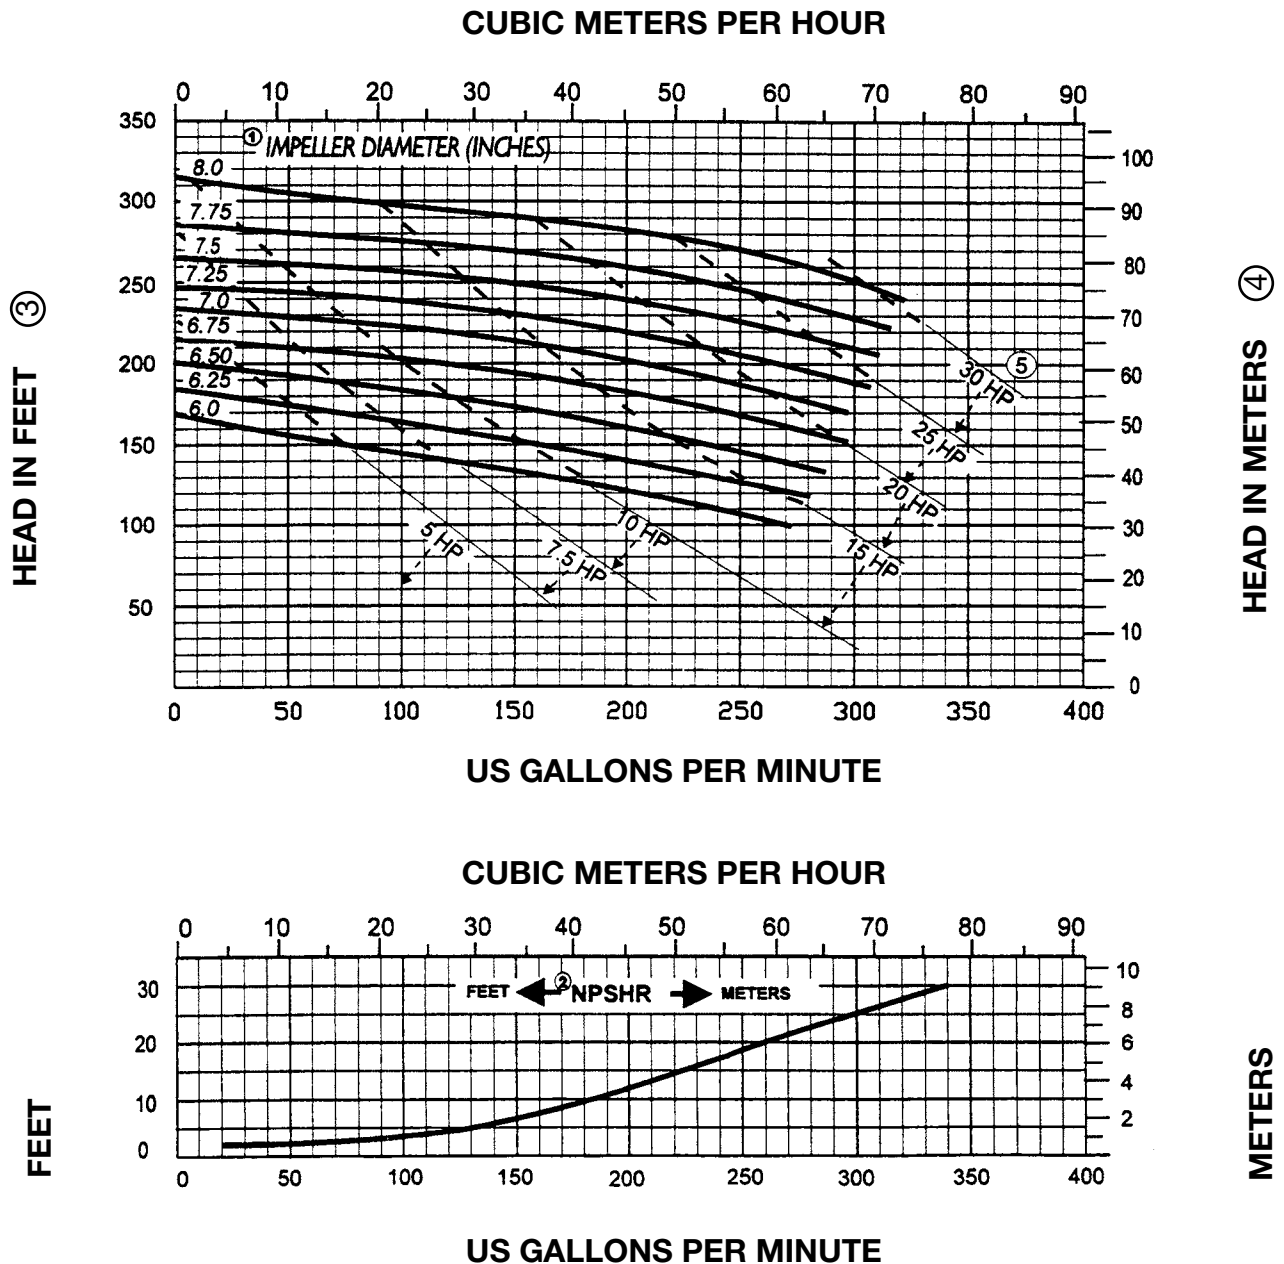 CUBIC METERS PER HOUR
0 10 20 30 40 50 60 70 80 90
350
① IMPELLER DIAMETER (INCHES)
100
8.0
300
7.75
90
7.5
80
250
7.25
7.0
70
6.75
200
6.50
60
30 HP
⑤
6.25
6.0
50
25 HP
150
40
20 HP
100
5 HP
7.5 HP
10 HP
15 HP
30
20
50
10
0
0 50 100 150 200 250 300 350 400
HEAD IN FEET ③
HEAD IN METERS ④
US GALLONS PER MINUTE
CUBIC METERS PER HOUR
0 10 20 30 40 50 60 70 80 90
30
FEET ② NPSHR METERS
10
8
20
6
4
10
2
0
0 50 100 150 200 250 300 350 400
FEET
METERS
US GALLONS PER MINUTE